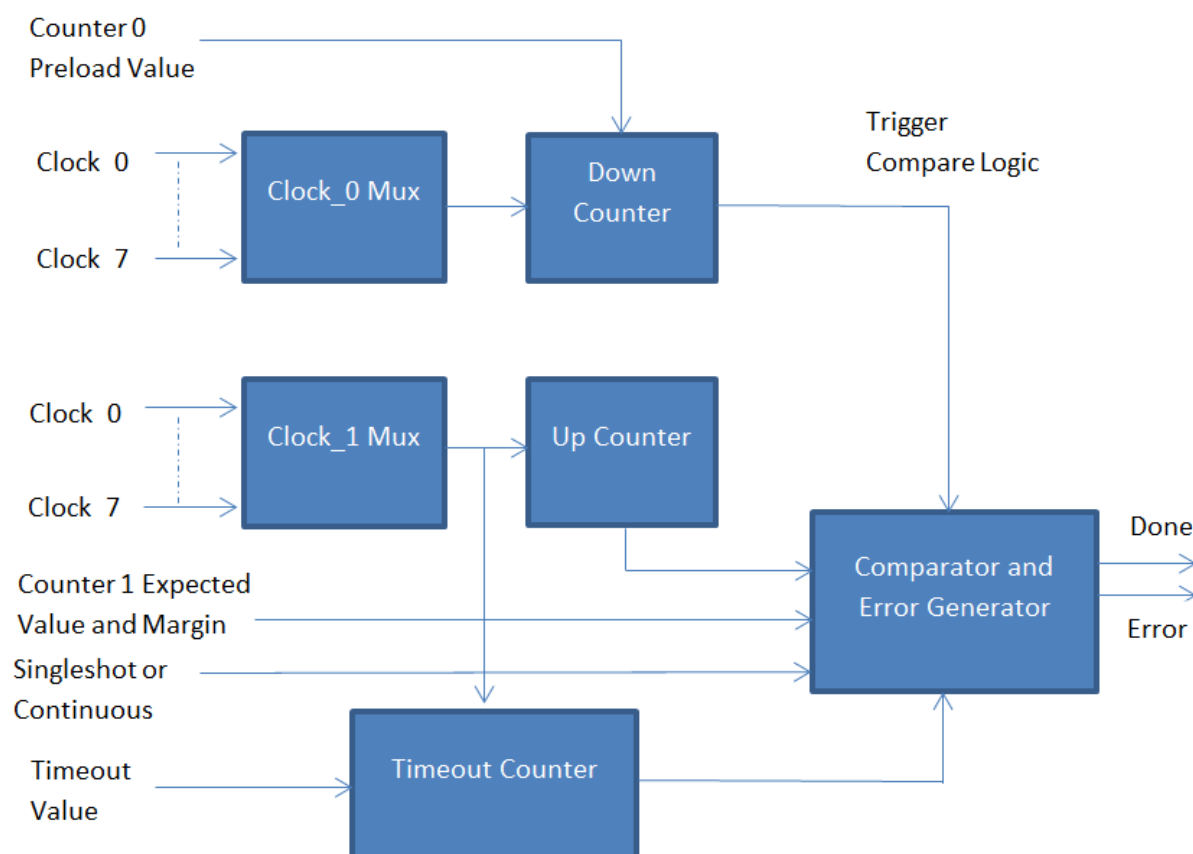 Counter 0
Preload Value
Trigger
Compare Logic
Clock 0
Clock_0 Mux
Down
Counter
Clock 7
Clock 0
Clock_1 Mux
Up Counter
Clock 7
Done
Comparator and
Error Generator
Counter 1 Expected
Value and Margin
Error
Singleshot or
Continuous
Timeout
Value
Timeout Counter